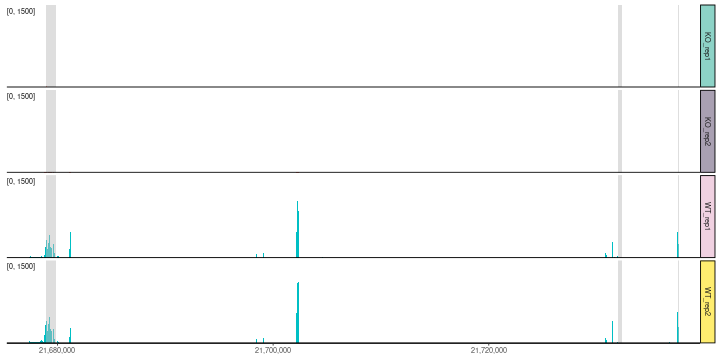 [0, 1500]
KO_rep1
[0, 1500]
KO_rep2
[0, 1500]
WT_rep1
[0, 1500]
WT_rep2
21,680,000 21,700,000 21,720,000